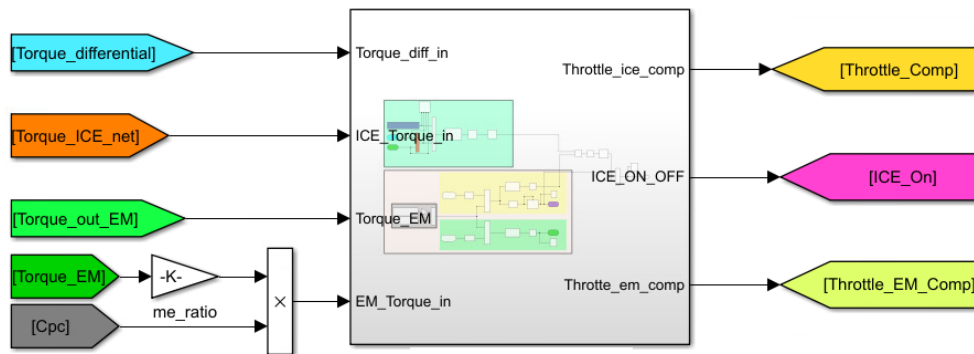 [Torque_differential]
Torque_diff_in
Throttle_ice_comp
[Throttle_Comp]
[Torque_ICE_net]
ICE_Torque_in
ICE_ON_OFF
[ICE_On]
[Torque_out_EM]
Torque_EM
[Torque_EM]
-K-
me_ratio
×
[Cpc]
EM_Torque_in
Throtte_em_comp
[Throttle_EM_Comp]